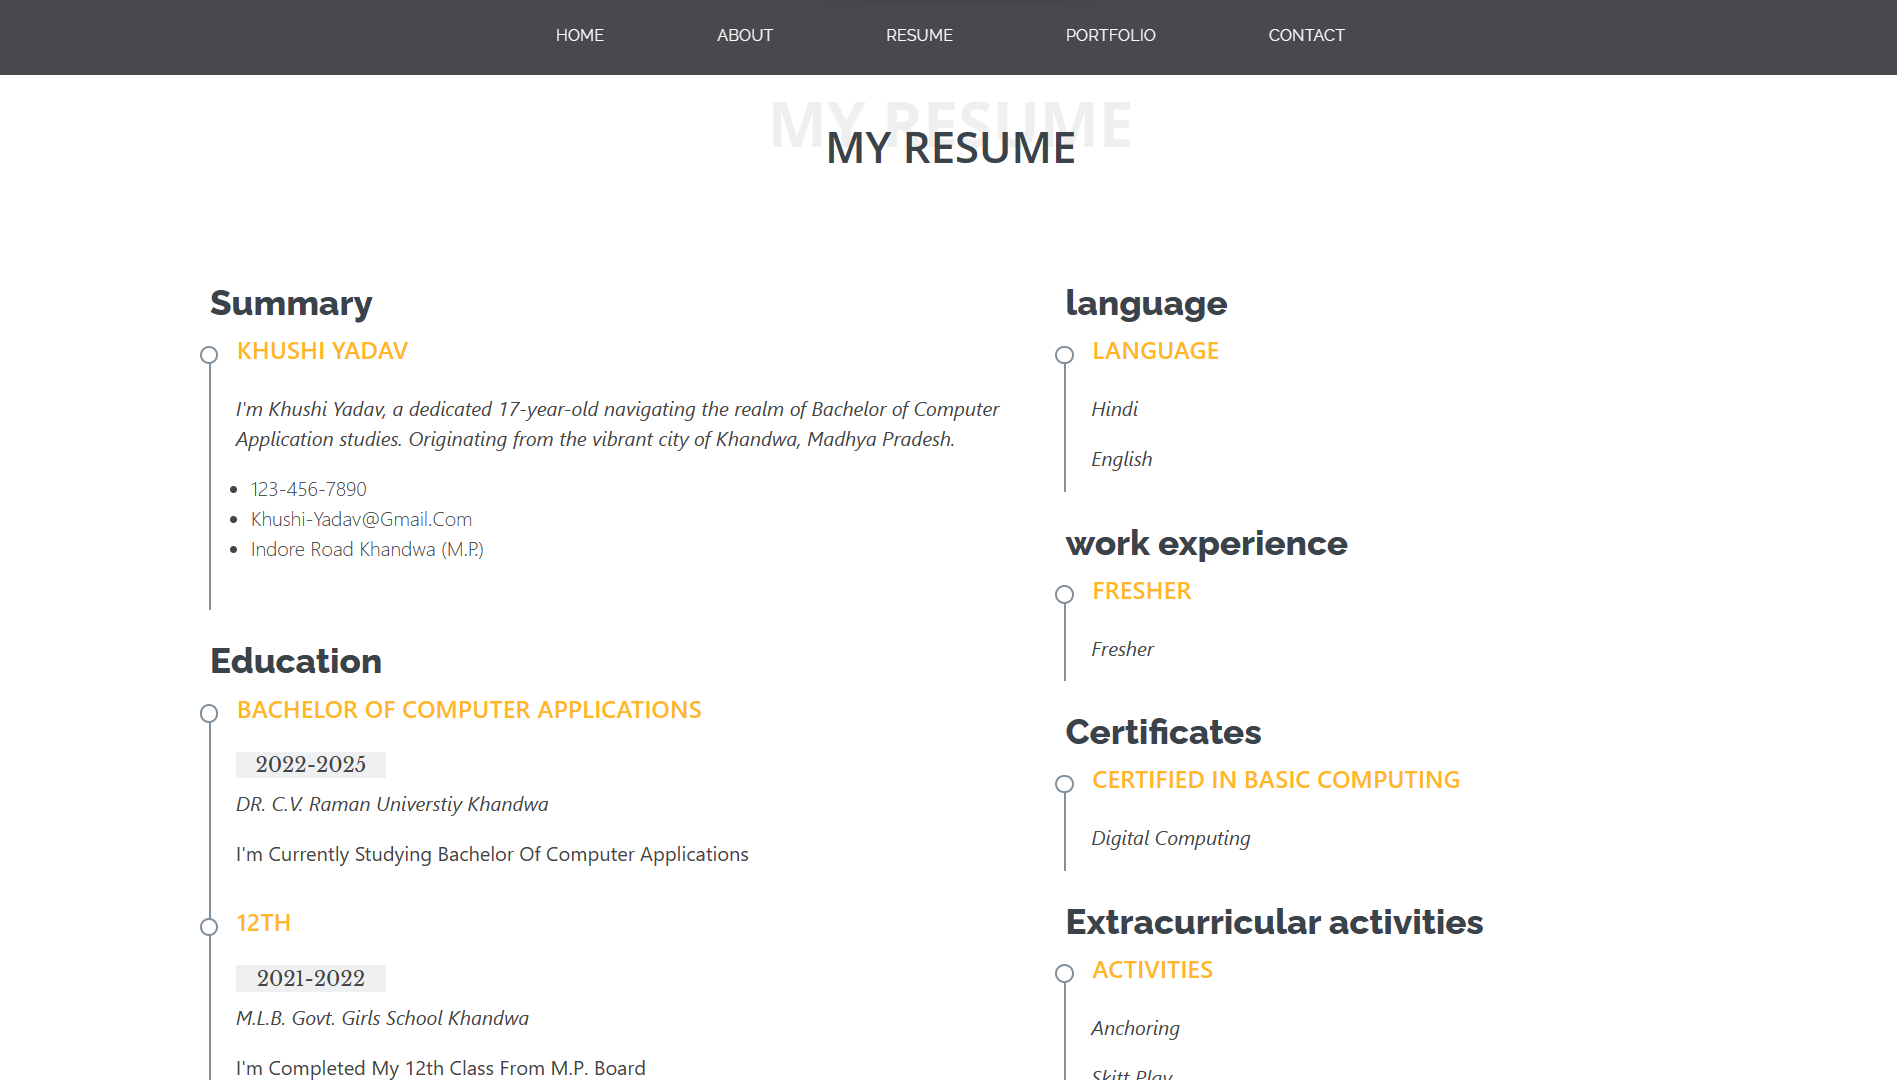 HOME ABOUT RESUME PORTFOLIO CONTACT
MY RESUME
MY RESUME
Summary
KHUSHI YADAV
I'm Khushi Yadav, a dedicated 17-year-old navigating the realm of Bachelor of Computer
Application studies. Originating from the vibrant city of Khandwa, Madhya Pradesh.
123-456-7890
Khushi-Yadav@Gmail.Com
Indore Road Khandwa (M.P.)
Education
BACHELOR OF COMPUTER APPLICATIONS
2022-2025
DR. C.V. Raman Universtiy Khandwa
I'm Currently Studying Bachelor Of Computer Applications
12TH
2021-2022
M.L.B. Govt. Girls School Khandwa
I'm Completed My 12th Class From M.P. Board
language
LANGUAGE
Hindi
English
work experience
FRESHER
Fresher
Certificates
CERTIFIED IN BASIC COMPUTING
Digital Computing
Extracurricular activities
ACTIVITIES
Anchoring
Skitt Play